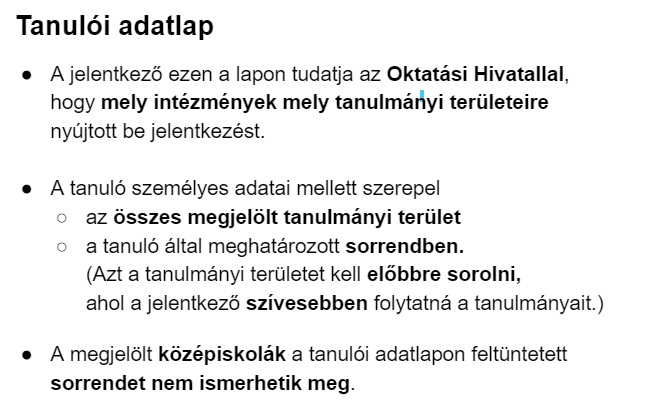 Tanulói adatlap
● A jelentkező ezen a lapon tudatja az Oktatási Hivatallal,
hogy mely intézmények mely tanulmányi területeire
nyújtott be jelentkezést.
● A tanuló személyes adatai mellett szerepel
○ az összes megjelölt tanulmányi terület
○ a tanuló által meghatározott sorrendben.
(Azt a tanulmányi területet kell előbbre sorolni,
ahol a jelentkező szívesebben folytatná a tanulmányait.)
● A megjelölt középiskolák a tanulói adatlapon feltüntetett
sorrendet nem ismerhetik meg.